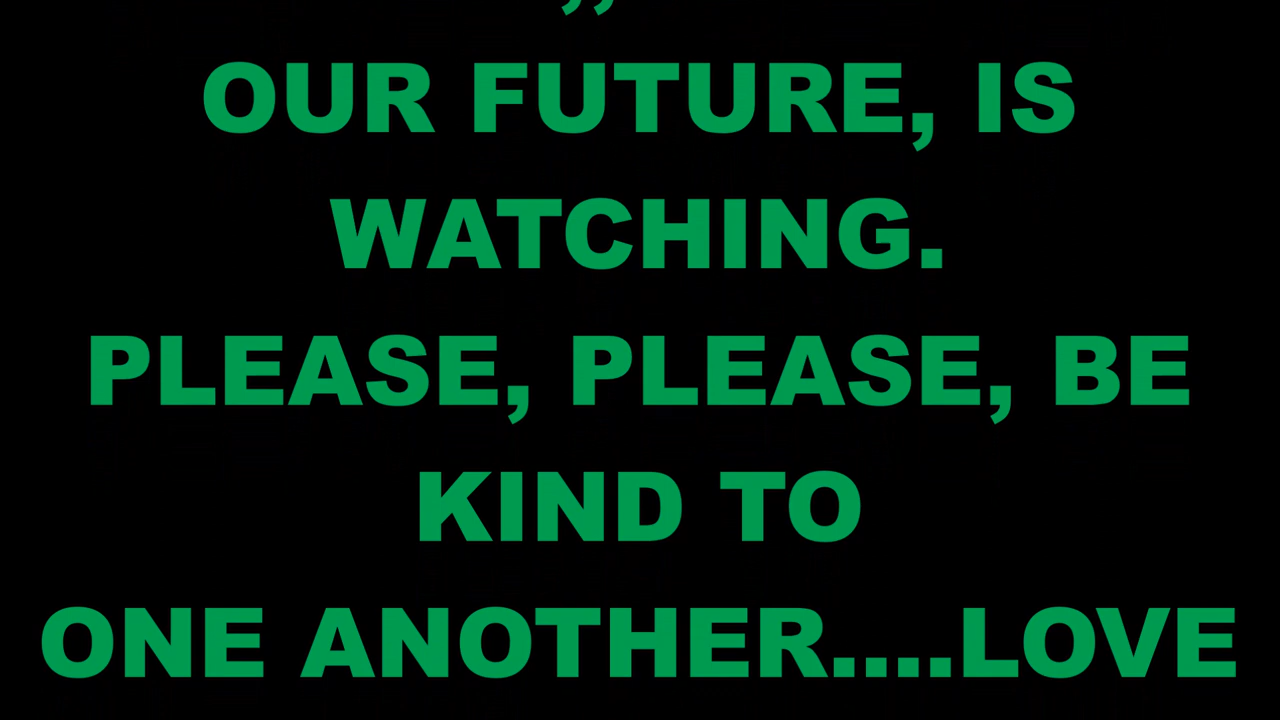 ,,
OUR FUTURE, IS
WATCHING.
PLEASE, PLEASE, BE
KIND TO
ONE ANOTHER....LOVE